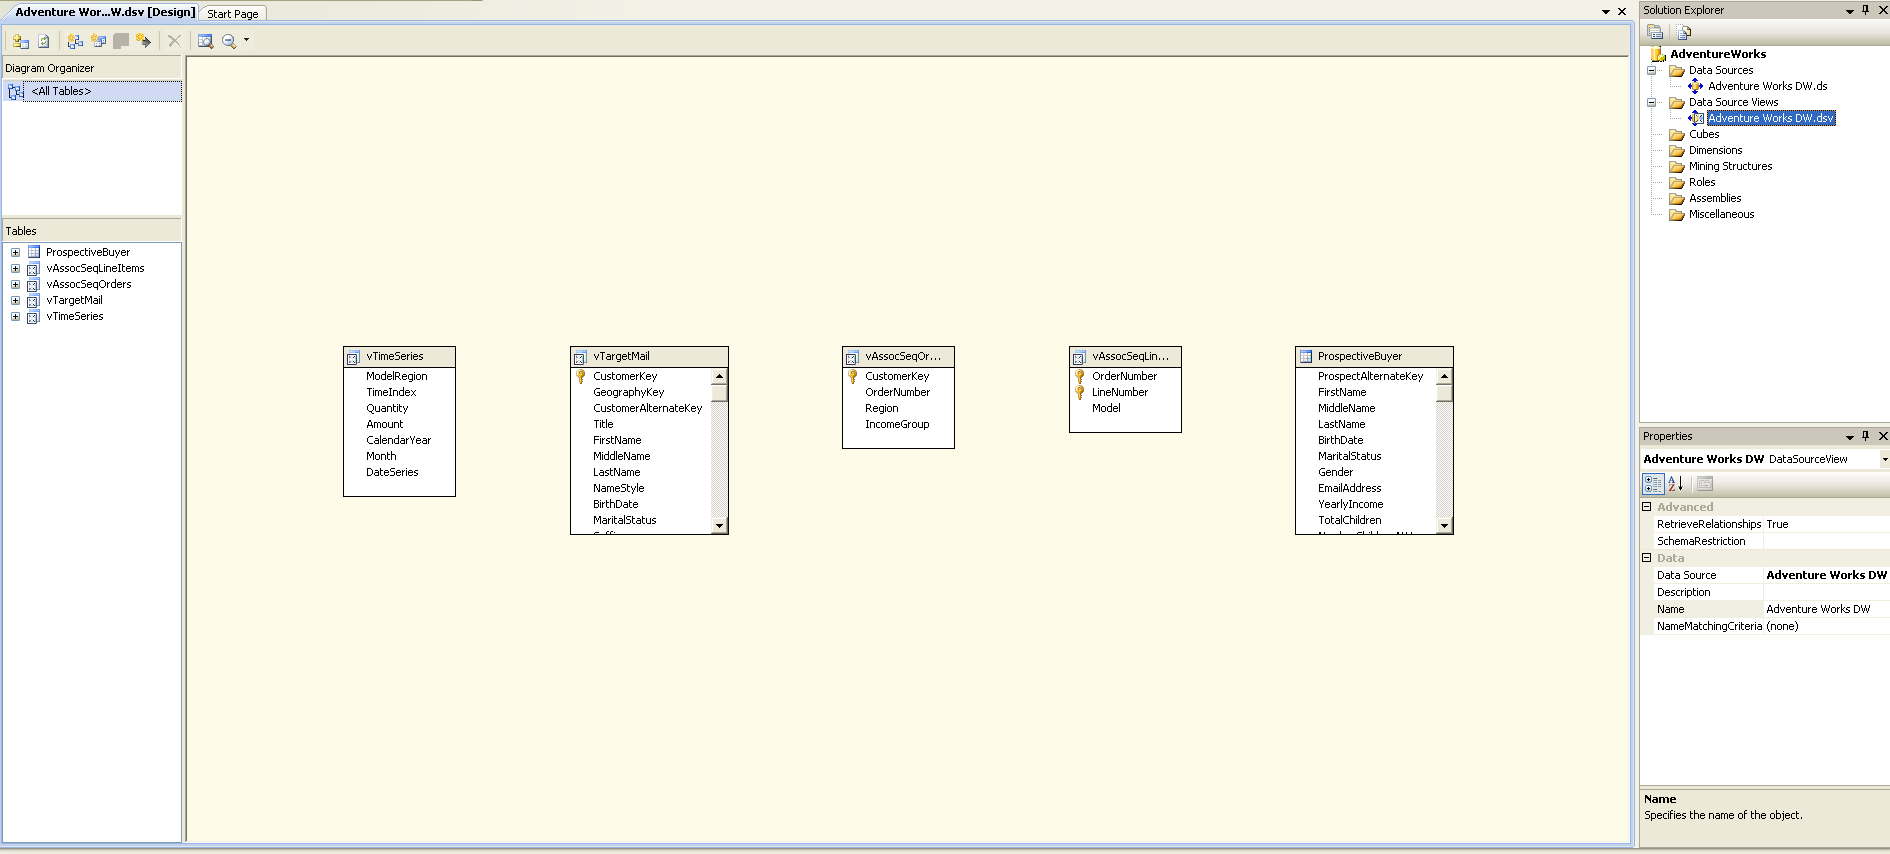 Adventure Wor...W.dsv [Design]
Start Page
Diagram Organizer
<All Tables>
Tables
ProspectiveBuyer
vAssocSeqLineItems
vAssocSeqOrders
vTargetMail
vTimeSeries
vTimeSeries
ModelRegion
TimeIndex
Quantity
Amount
CalendarYear
Month
DateSeries
vTargetMail
CustomerKey
GeographyKey
CustomerAlternateKey
Title
FirstName
MiddleName
LastName
NameStyle
BirthDate
MaritalStatus
vAssocSeqOr...
CustomerKey
OrderNumber
Region
IncomeGroup
vAssocSeqLin...
OrderNumber
LineNumber
Model
ProspectiveBuyer
ProspectAlternateKey
FirstName
MiddleName
LastName
BirthDate
MaritalStatus
Gender
EmailAddress
YearlyIncome
TotalChildren
Solution Explorer
AdventureWorks
Data Sources
Adventure Works DW.ds
Data Source Views
Adventure Works DW.dsv
Cubes
Dimensions
Mining Structures
Roles
Assemblies
Miscellaneous
Properties
Adventure Works DW DataSourceView
Advanced
RetrieveRelationships True
SchemaRestriction
Data
Data Source Adventure Works DW
Description
Name Adventure Works DW
NameMatchingCriteria (none)
Name
Specifies the name of the object.